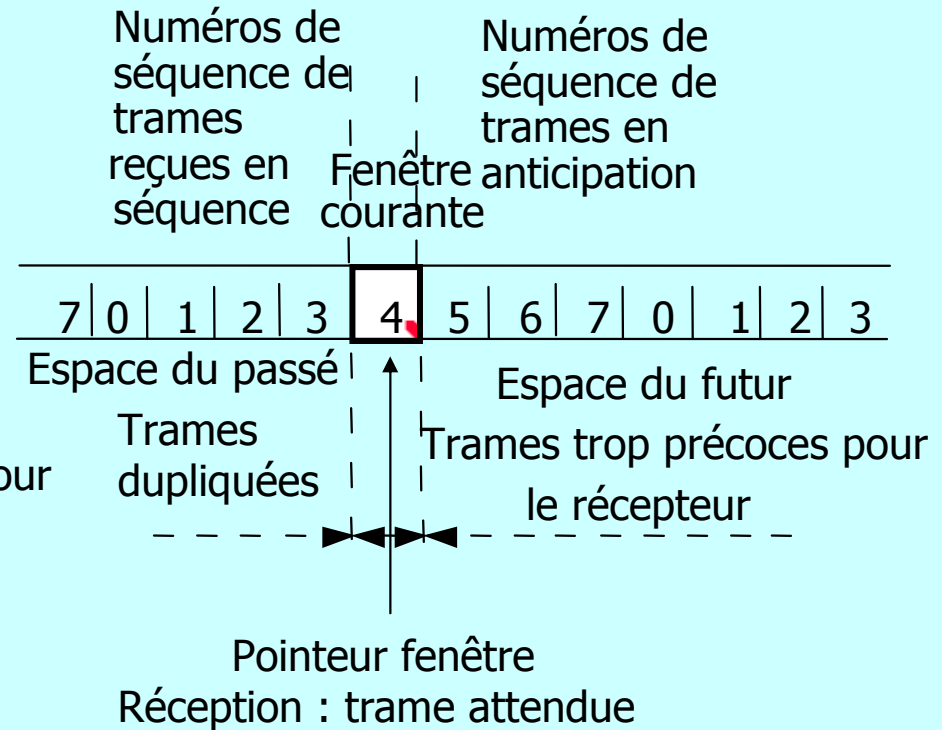 Numéros de
séquence de
trames
reçues en
séquence
Fenêtre
courante
Numéros de
séquence de
trames en
anticipation
7 0 1 2 3 4 5 6 7 0 1 2 3
Espace du passé
Trames
dupliquées
Espace du futur
Trames trop précoces pour
le récepteur
Pointeur fenêtre
Réception : trame attendue